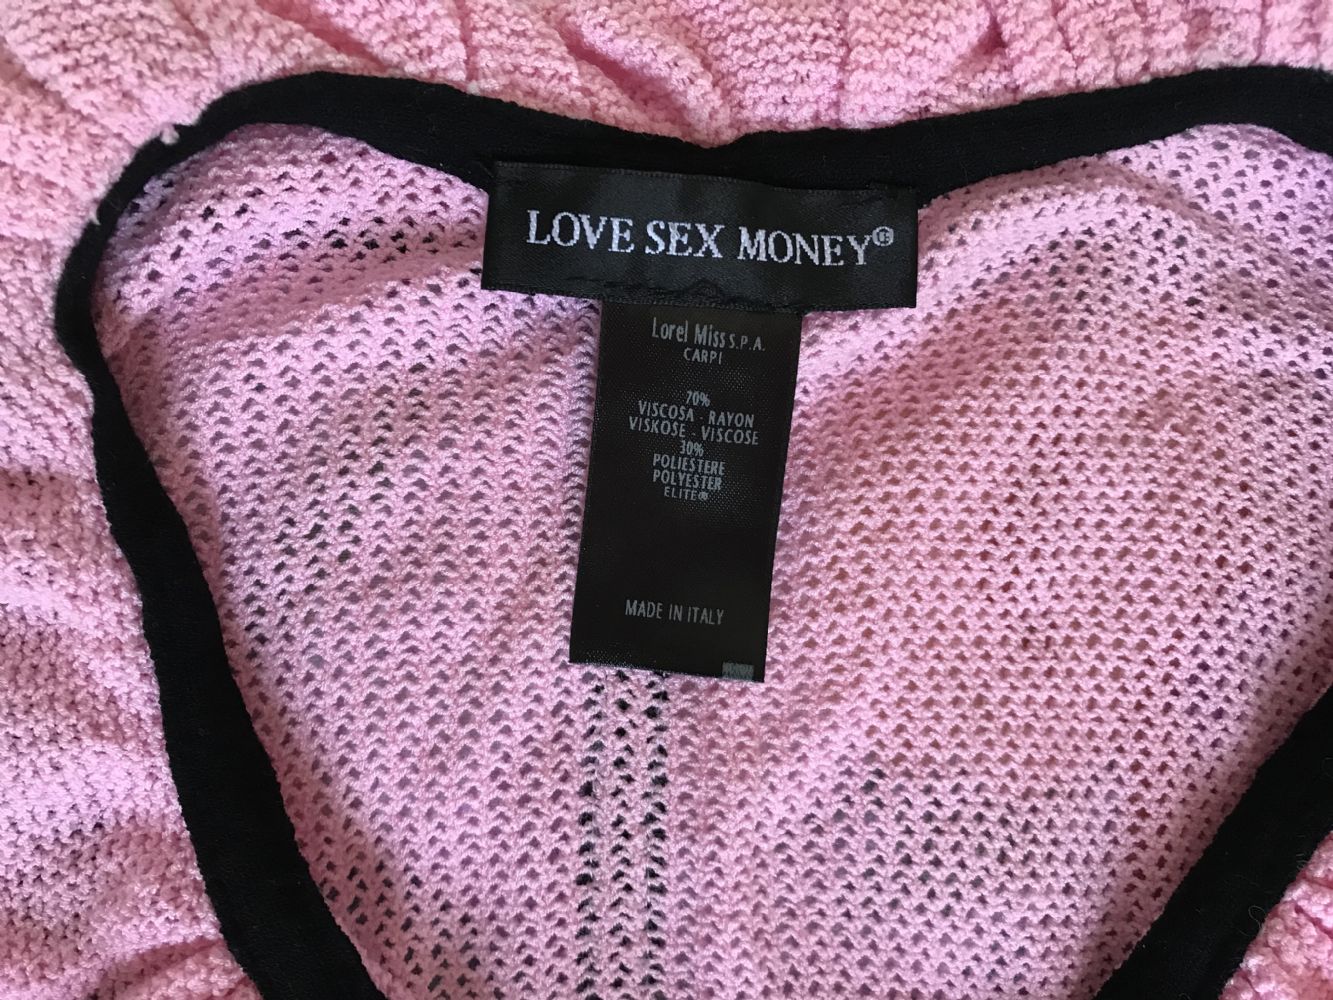 LOVE SEX MONEY®
Lorel Miss S.P.A.
CARPI
70%
VISCOSA - RAYON
VISKOSE - VISCOSE
30%
POLIESTERE
POLYESTER
ELITE®
MADE IN ITALY